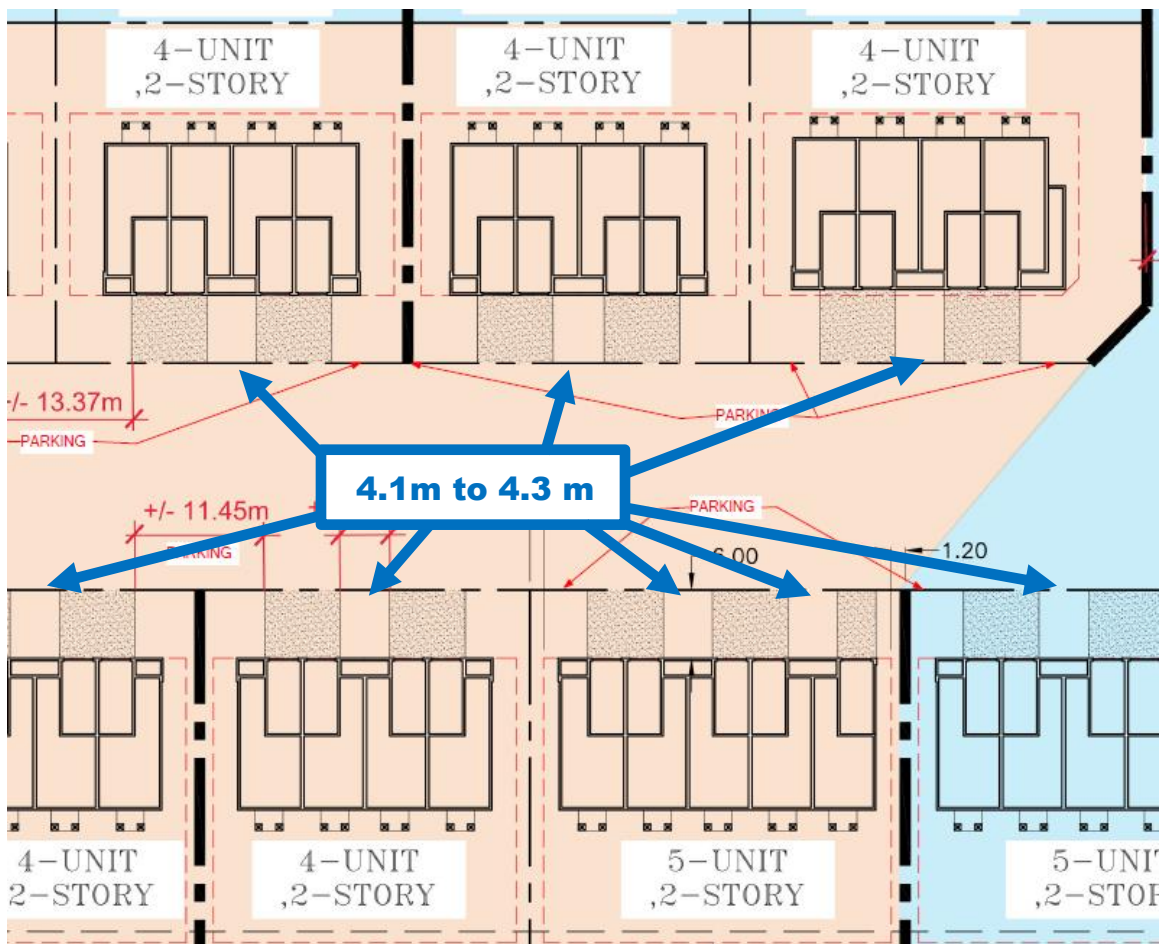 4-UNIT
,2-STORY
4-UNIT
,2-STORY
4-UNIT
,2-STORY
/- 13.37m
PARKING
PARKING
4.1m to 4.3 m
+/- 11.45m
PARKING
PARKING
6.00
1.20
4-UNIT
2-STORY
4-UNIT
,2-STORY
5-UNIT
,2-STORY
5-UNIT
,2-STOR